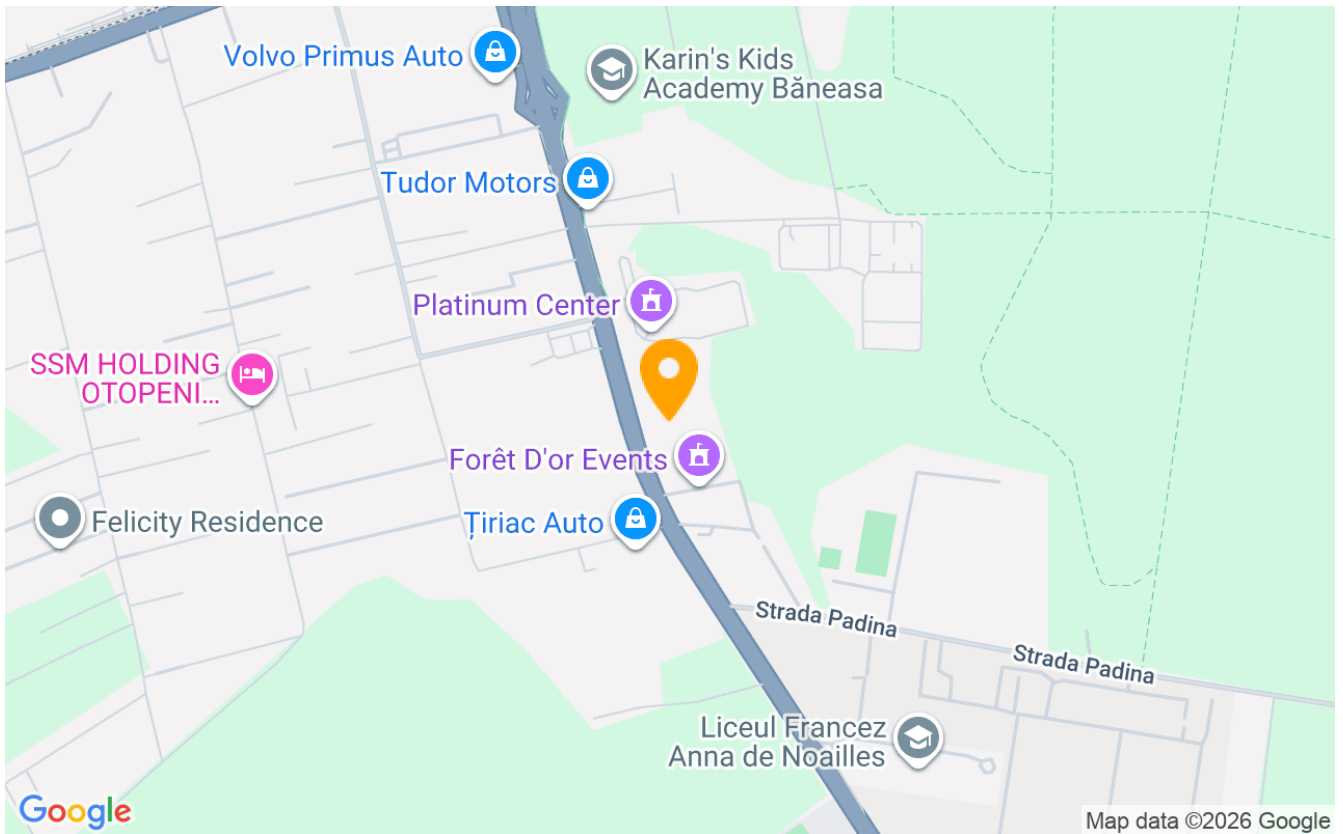 Volvo Primus Auto
Karin's Kids
Academy Băneasa
Tudor Motors
Platinum Center
SSM HOLDING
OTOPENI...
Forêt D'or Events
Țiriac Auto
Felicity Residence
Strada Padina
Strada Padina
Liceul Francez
Anna de Noailles
Google
Map data ©2026 Google